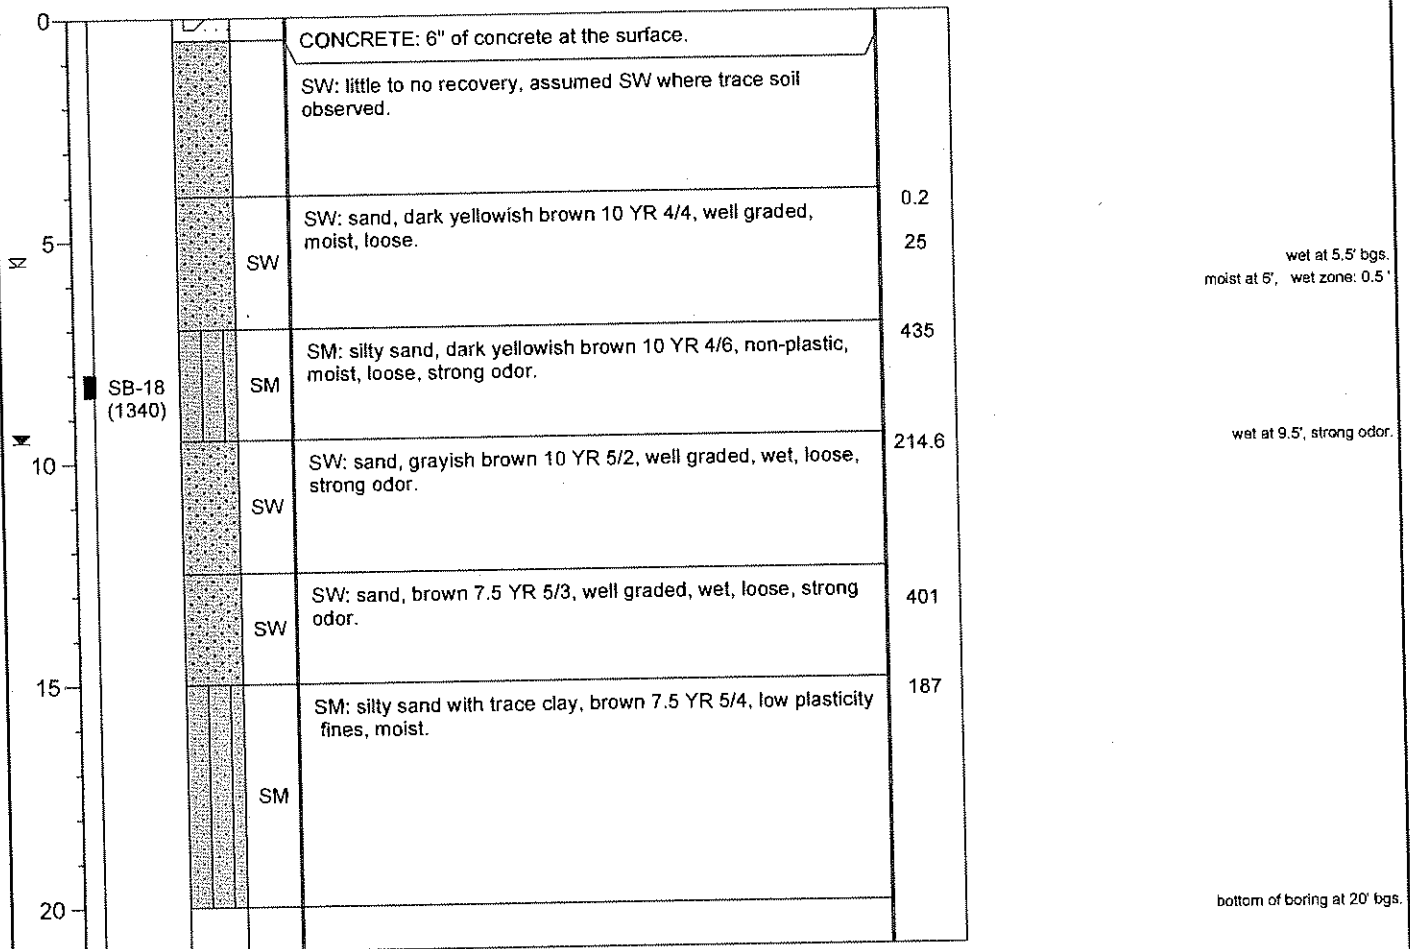 0
CONCRETE: 6" of concrete at the surface.
SW: little to no recovery, assumed SW where trace soil
observed.
0.2
SW: sand, dark yellowish brown 10 YR 4/4, well graded,
moist, loose.
5
25
SW
wet at 5.5' bgs.
moist at 6', wet zone: 0.5 '
435
SM: silty sand, dark yellowish brown 10 YR 4/6, non-plastic,
moist, loose, strong odor.
SB-18
(1340)
SM
wet at 9.5', strong odor.
214.6
10
SW: sand, grayish brown 10 YR 5/2, well graded, wet, loose,
strong odor.
SW
SW: sand, brown 7.5 YR 5/3, well graded, wet, loose, strong
odor.
401
SW
15
187
SM: silty sand with trace clay, brown 7.5 YR 5/4, low plasticity
fines, moist.
SM
20
bottom of boring at 20' bgs.